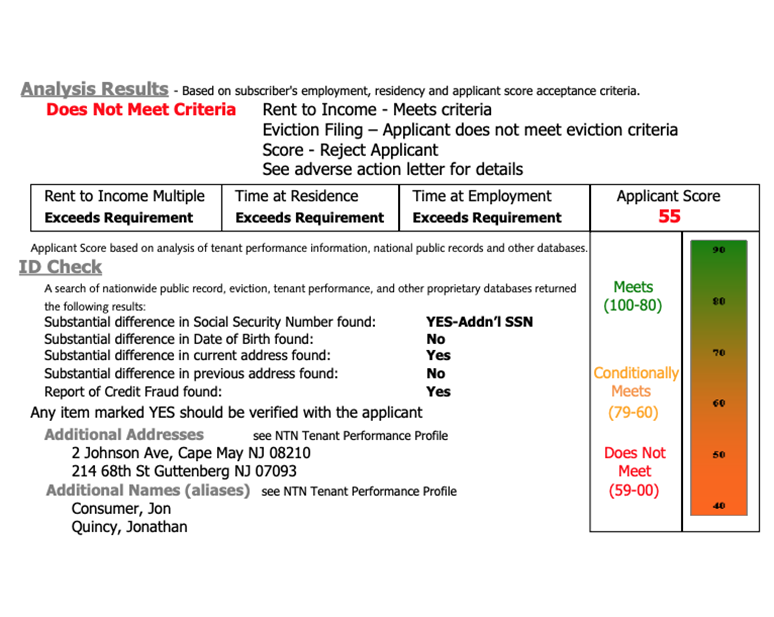 Analysis Results - Based on subscriber's employment, residency and applicant score acceptance criteria.
Does Not Meet Criteria Rent to Income - Meets criteria
Eviction Filing – Applicant does not meet eviction criteria
Score - Reject Applicant
See adverse action letter for details
Rent to Income Multiple Time at Residence Time at Employment Applicant Score
Exceeds Requirement Exceeds Requirement Exceeds Requirement 55
Applicant Score based on analysis of tenant performance information, national public records and other databases.
ID Check
A search of nationwide public record, eviction, tenant performance, and other proprietary databases returned
the following results:
Substantial difference in Social Security Number found: YES-Addn’l SSN
Substantial difference in Date of Birth found: No
Substantial difference in current address found: Yes
Substantial difference in previous address found: No
Report of Credit Fraud found: Yes
Any item marked YES should be verified with the applicant
Additional Addresses see NTN Tenant Performance Profile
2 Johnson Ave, Cape May NJ 08210
214 68th St Guttenberg NJ 07093
Additional Names (aliases) see NTN Tenant Performance Profile
Consumer, Jon
Quincy, Jonathan
Meets
(100-80)
Conditionally
Meets
(79-60)
Does Not
Meet
(59-00)
90
80
70
60
50
40